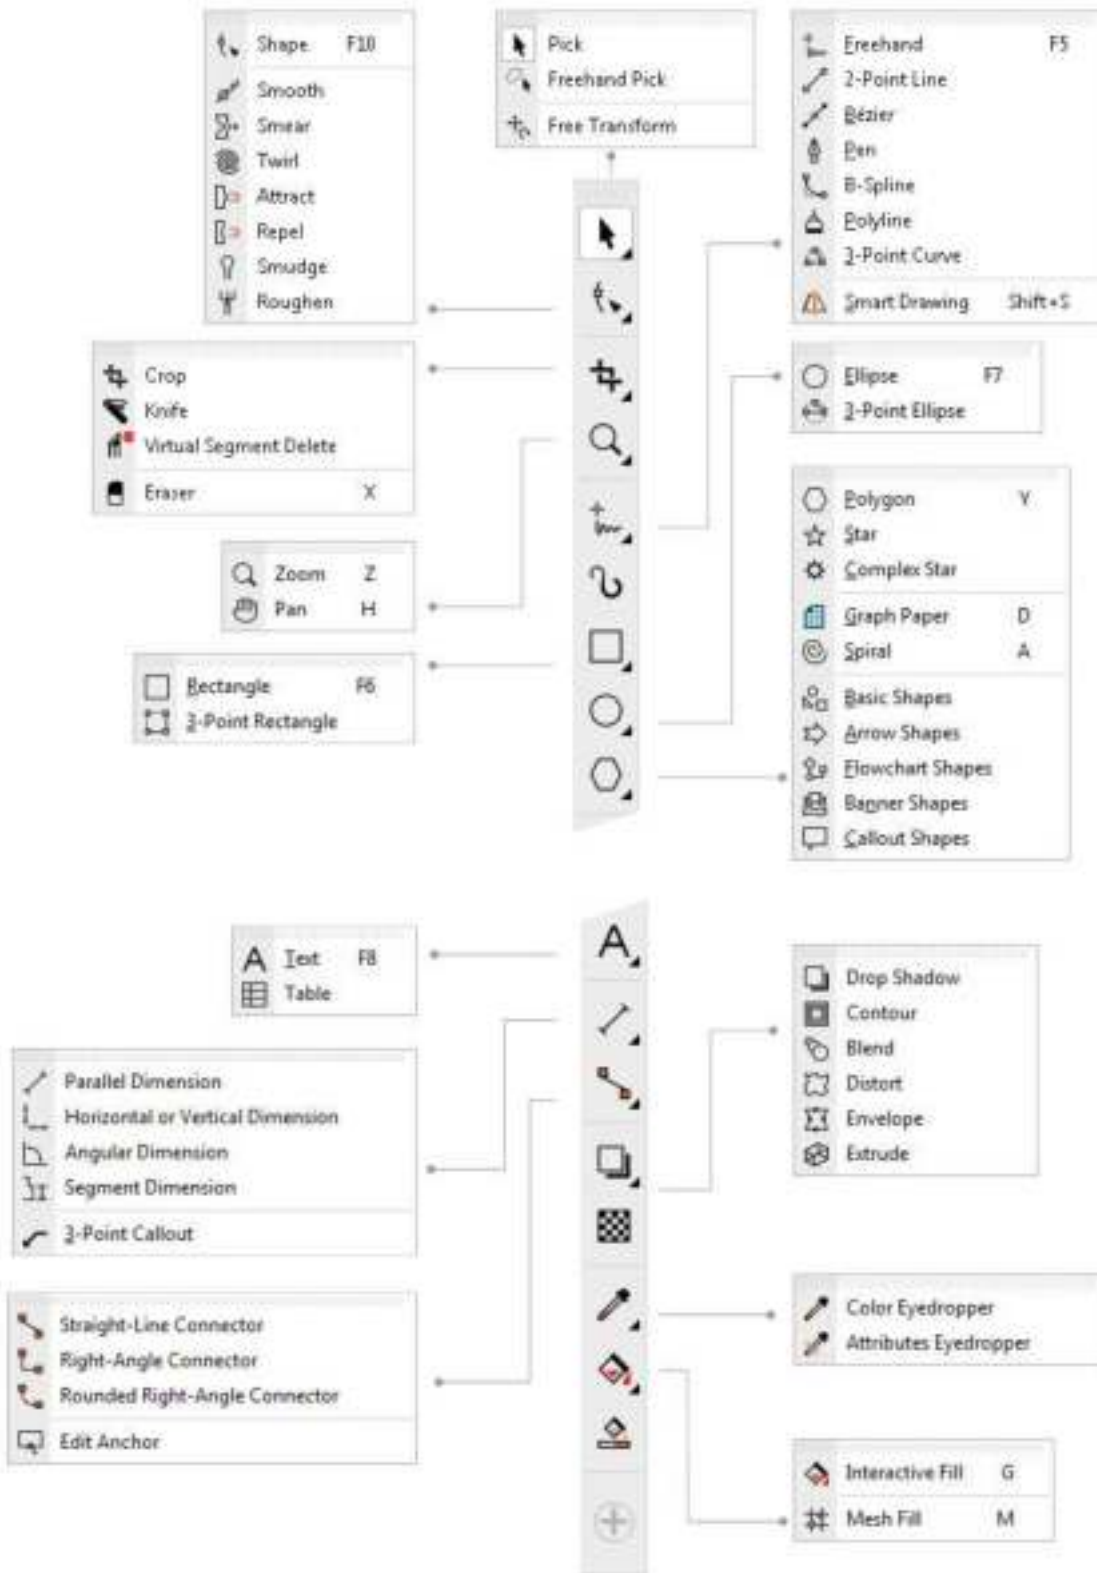 Shape F10
Smooth
Smear
Twirl
Attract
Repel
Smudge
Roughen
Pick
Freehand Pick
Free Transform
Freehand F5
2-Point Line
Bézier
Pen
B-Spline
Polyline
3-Point Curve
Smart Drawing Shift+S
Crop
Knife
Virtual Segment Delete
Eraser X
Ellipse F7
3-Point Ellipse
Zoom Z
Pan H
Rectangle F6
3-Point Rectangle
Polygon Y
Star
Complex Star
Graph Paper D
Spiral A
Basic Shapes
Arrow Shapes
Flowchart Shapes
Banner Shapes
Callout Shapes
Text F8
Table
Parallel Dimension
Horizontal or Vertical Dimension
Angular Dimension
Segment Dimension
3-Point Callout
Straight-Line Connector
Right-Angle Connector
Rounded Right-Angle Connector
Edit Anchor
Drop Shadow
Contour
Blend
Distort
Envelope
Extrude
Color Eyedropper
Attributes Eyedropper
Interactive Fill G
Mesh Fill M